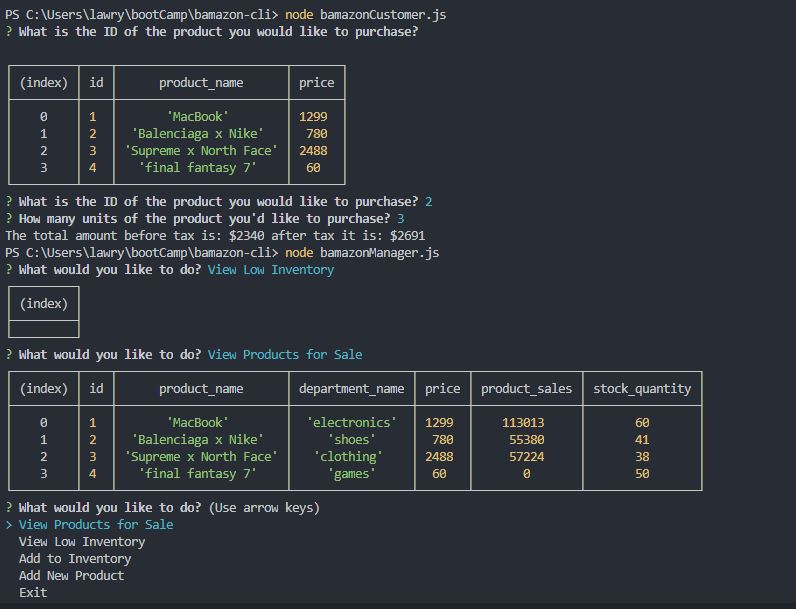 PS C:\Users\lawry\bootCamp\bamazon-cli> node bamazonCustomer.js
? What is the ID of the product you would like to purchase?
(index) id product_name price
0 1 'MacBook' 1299
1 2 'Balenciaga x Nike' 780
2 3 'Supreme x North Face' 2488
3 4 'final fantasy 7' 60
? What is the ID of the product you would like to purchase? 2
? How many units of the product you'd like to purchase? 3
The total amount before tax is: $2340 after tax it is: $2691
PS C:\Users\lawry\bootCamp\bamazon-cli> node bamazonManager.js
? What would you like to do? View Low Inventory
(index)
? What would you like to do? View Products for Sale
(index) id product_name department_name price product_sales stock_quantity
0 1 'MacBook' 'electronics' 1299 113013 60
1 2 'Balenciaga x Nike' 'shoes' 780 55380 41
2 3 'Supreme x North Face' 'clothing' 2488 57224 38
3 4 'final fantasy 7' 'games' 60 0 50
? What would you like to do? (Use arrow keys)
> View Products for Sale
View Low Inventory
Add to Inventory
Add New Product
Exit